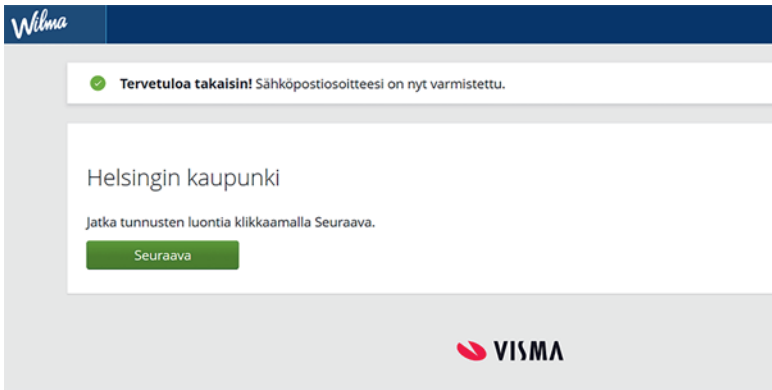 Wilma
Tervetuloa takaisin! Sähköpostiosoitteesi on nyt varmistettu.
Helsingin kaupunki
Jatka tunnusten luontia klikkaamalla Seuraava.
Seuraava
VISMA